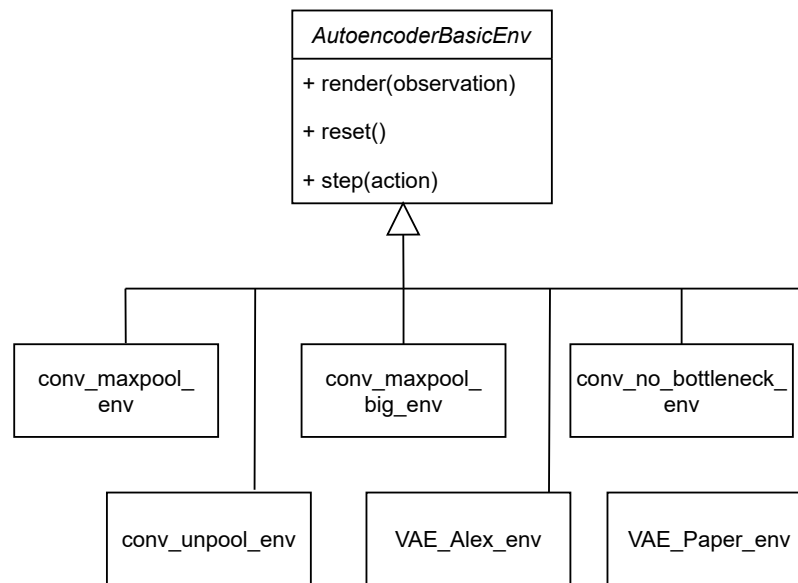 AutoencoderBasicEnv
+ render(observation)
+ reset()
+ step(action)
conv_maxpool_
env
conv_maxpool_
big_env
conv_no_bottleneck_
env
conv_unpool_env
VAE_Alex_env
VAE_Paper_env